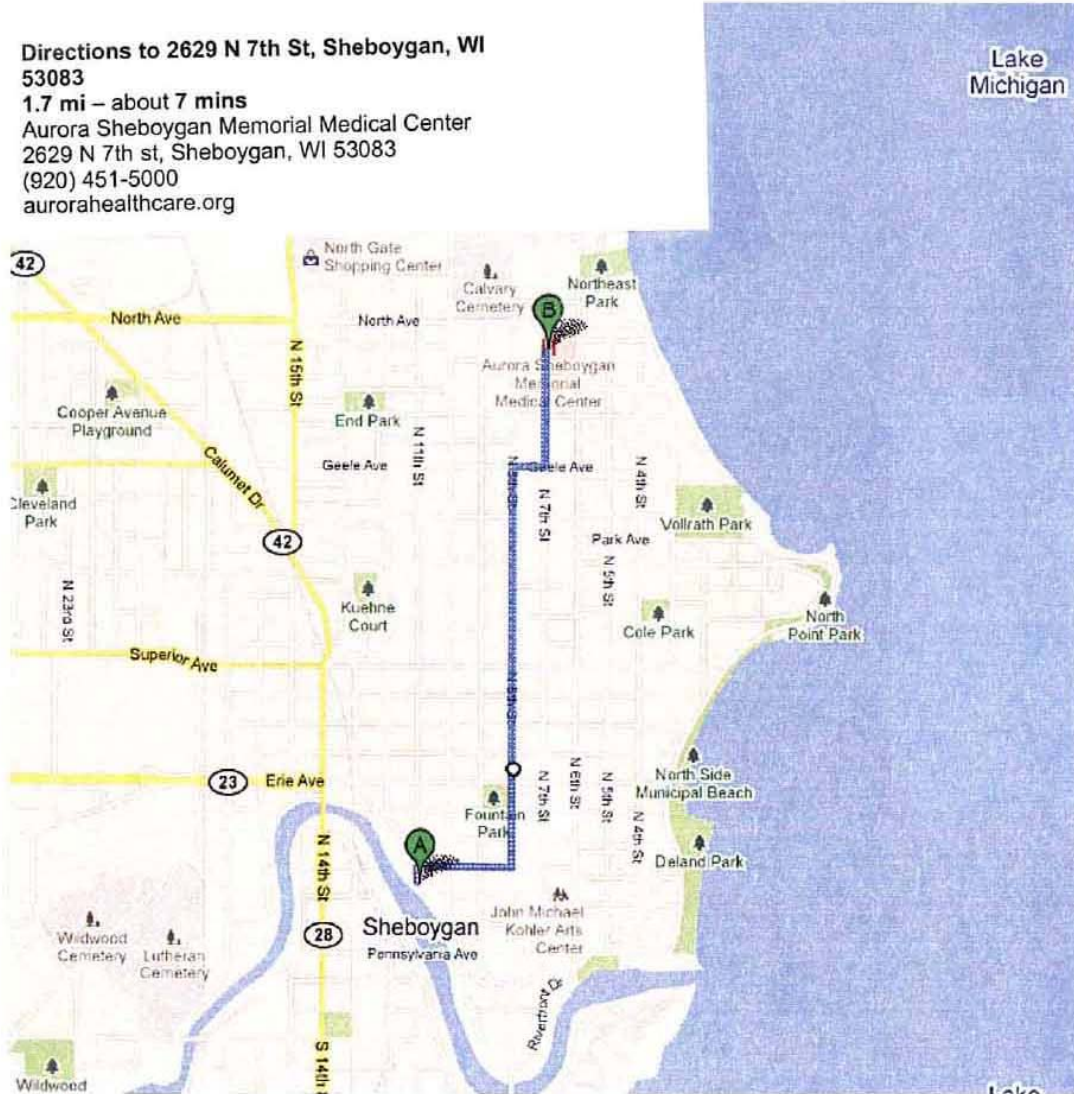 Directions to 2629 N 7th St, Sheboygan, WI
53083
1.7 mi – about 7 mins
Aurora Sheboygan Memorial Medical Center
2629 N 7th st, Sheboygan, WI 53083
(920) 451-5000
aurorahealthcare.org
Lake
Michigan
42
North Gate
Shopping Center
Calvary
Cemetery
Northeast
Park
North Ave
North Ave
B
N 15th St
Aurora Sheboygan
Memorial
Medical Center
Cooper Avenue
Playground
End Park
N 11th St
Calumet Dr
Geele Ave
Geele Ave
N 8th St
N 4th St
Cleveland
Park
N 7th St
Vollrath Park
42
Park Ave
N 5th St
N 23rd St
Kuehne
Court
Cole Park
North
Point Park
Superior Ave
N 8th St
23
Erie Ave
N 7th St
N 6th St
N 5th St
N 4th St
North Side
Municipal Beach
Fountain
Park
A
N 14th St
Deland Park
Wildwood
Cemetery
Lutheran
Cemetery
28
Sheboygan
Pennsylvania Ave
John Michael
Kohler Arts
Center
Riverfront Dr
S 14th
Wildwood
Lake